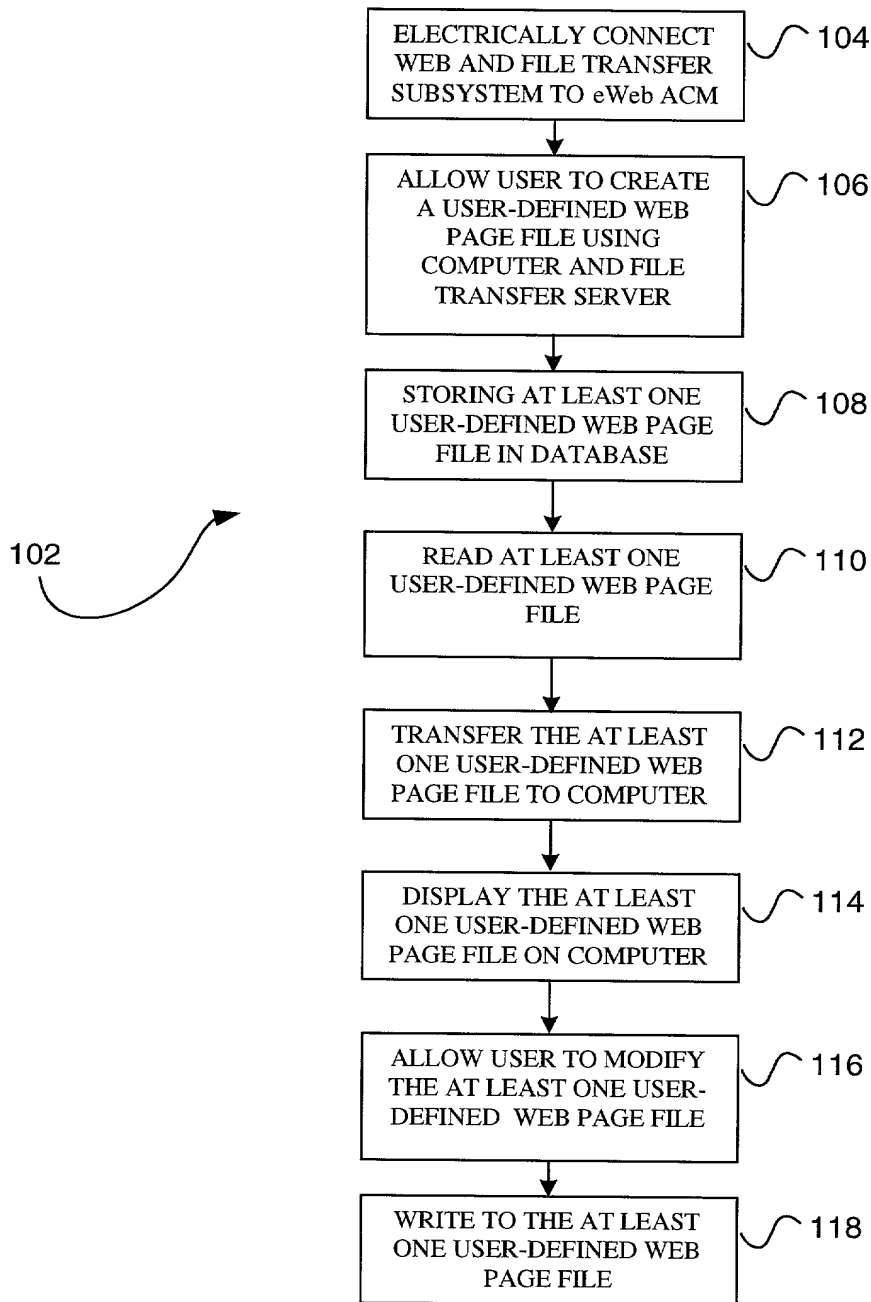 ELECTRICALLY CONNECT
WEB AND FILE TRANSFER
SUBSYSTEM TO eWeb ACM
104
ALLOW USER TO CREATE
A USER-DEFINED WEB
PAGE FILE USING
COMPUTER AND FILE
TRANSFER SERVER
106
STORING AT LEAST ONE
USER-DEFINED WEB PAGE
FILE IN DATABASE
108
102
READ AT LEAST ONE
USER-DEFINED WEB PAGE
FILE
110
TRANSFER THE AT LEAST
ONE USER-DEFINED WEB
PAGE FILE TO COMPUTER
112
DISPLAY THE AT LEAST
ONE USER-DEFINED WEB
PAGE FILE ON COMPUTER
114
ALLOW USER TO MODIFY
THE AT LEAST ONE USER-
DEFINED WEB PAGE FILE
116
WRITE TO THE AT LEAST
ONE USER-DEFINED WEB
PAGE FILE
118